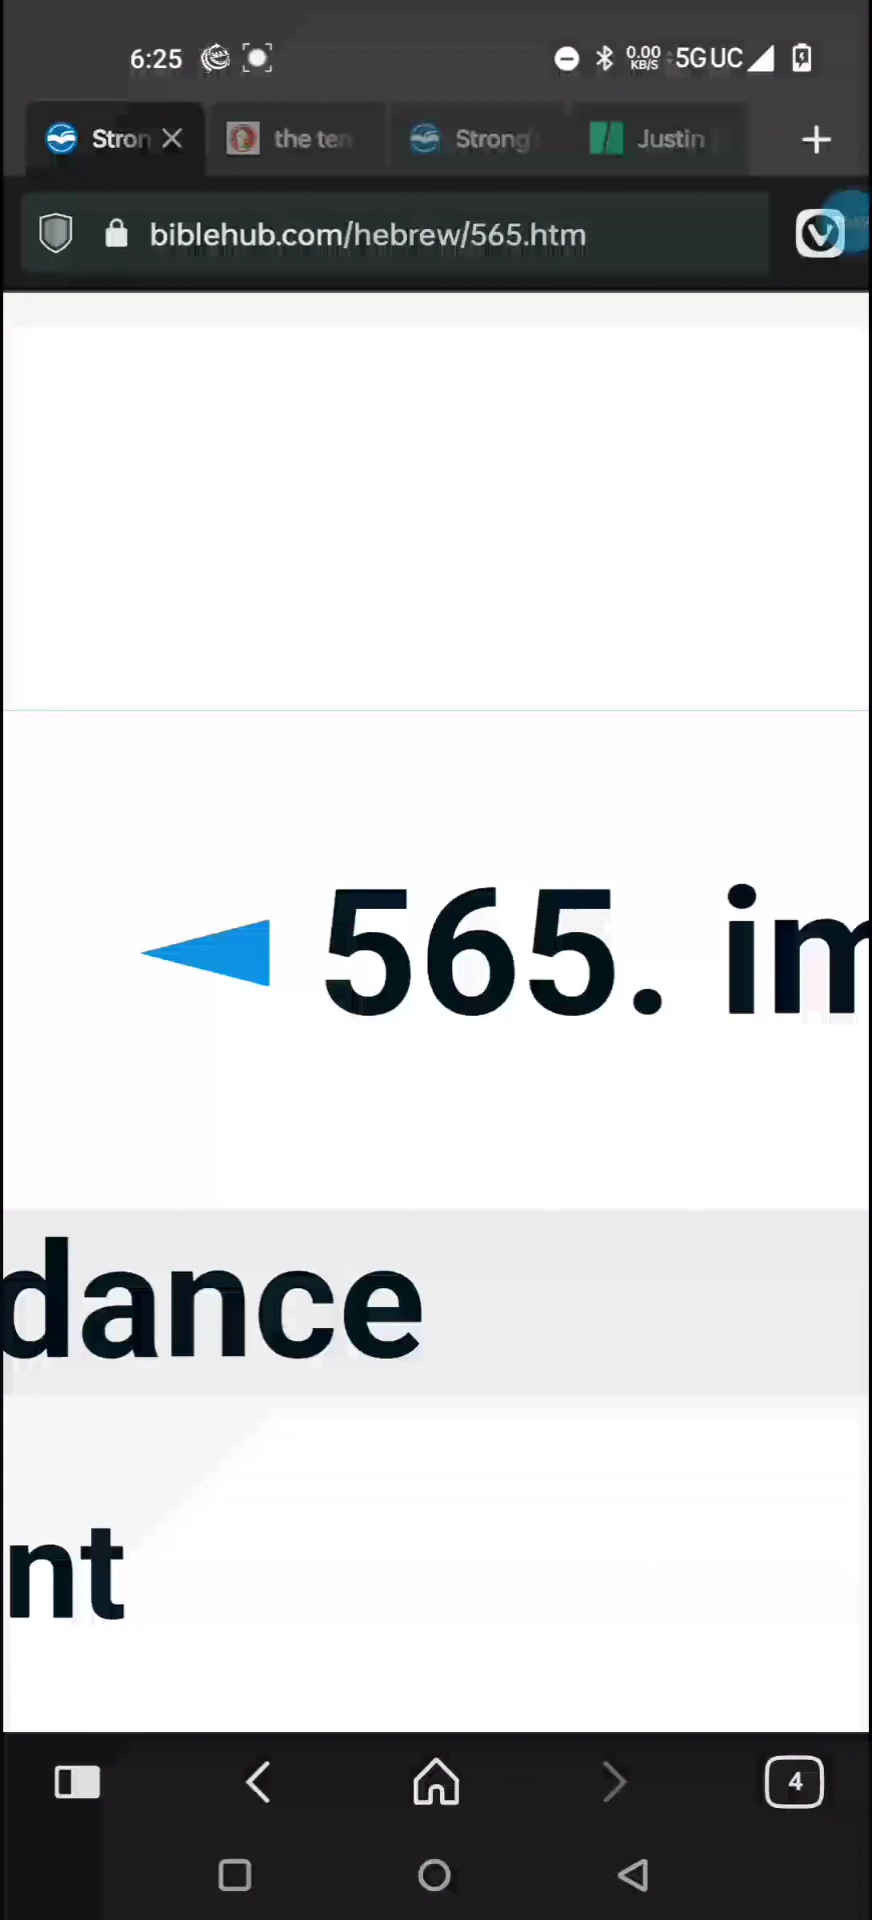 6:25 0.00 KB/S 5G UC
Stron the ten Strong's Justin
biblehub.com/hebrew/565.htm
565. im
dance
nt
4